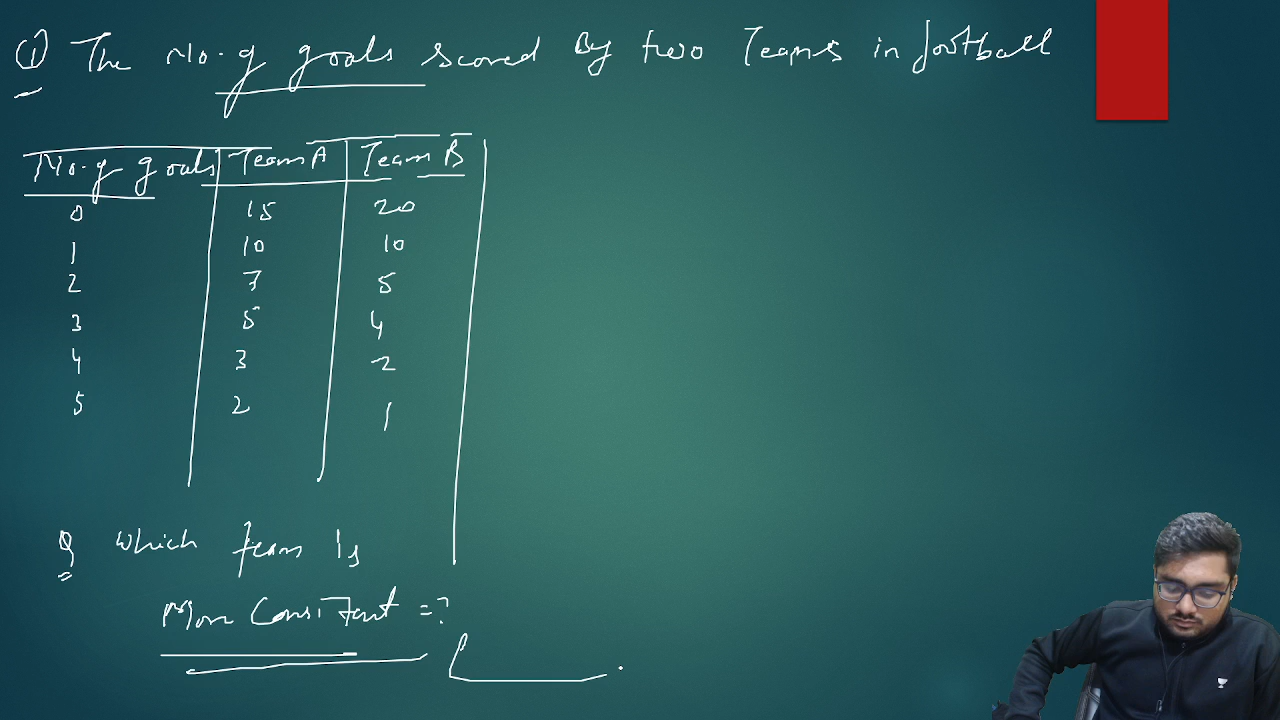 ① The No. of goals scored By two Teams in football
No. of goals Team A Team B
0 15 20
1 10 10
2 7 5
3 5 4
4 3 2
5 2 1
Q which team Is
More Consitant = ?